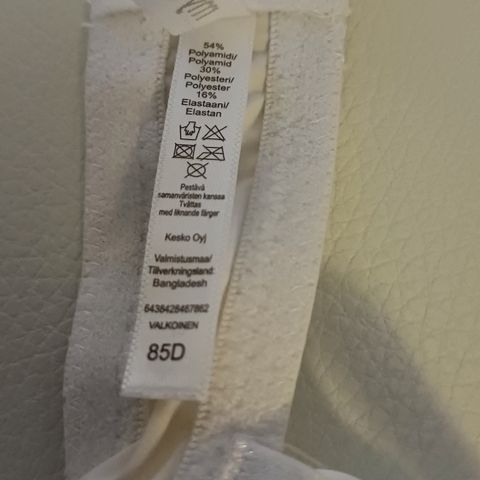 54%
Polyamidi/
Polyamid
30%
Polyesteri/
Polyester
16%
Elastaani/
Elastan
Pestävä
samanväristen kanssa
Tvättas
med liknande färger
Kesko Oyj
Valmistusmaa/
Tillverkningsland:
Bangladesh
6438428467862
VALKOINEN
85D